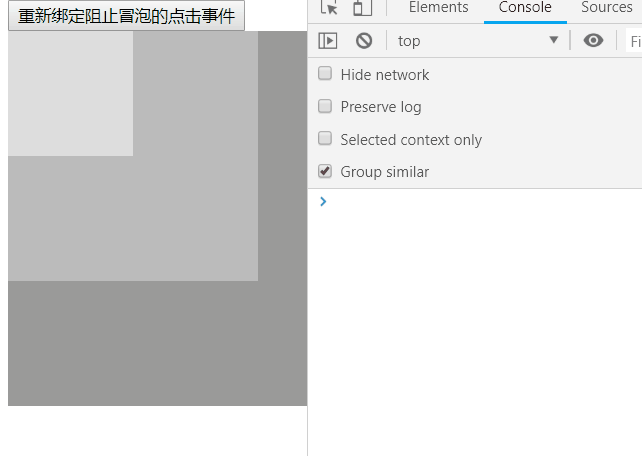 重新绑定阻止冒泡的点击事件
Elements Console Sources
top Fi
Hide network
Preserve log
Selected context only
Group similar